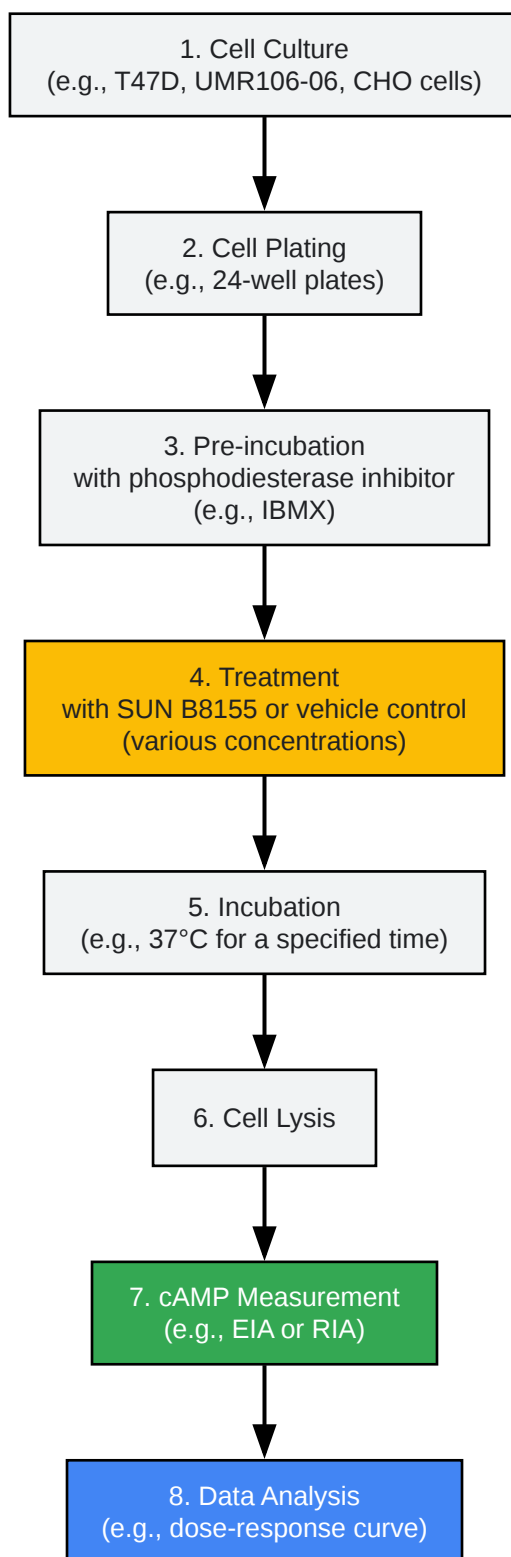 1. Cell Culture
(e.g., T47D, UMR106-06, CHO cells)
2. Cell Plating
(e.g., 24-well plates)
3. Pre-incubation
with phosphodiesterase inhibitor
(e.g., IBMX)
4. Treatment
with SUN B8155 or vehicle control
(various concentrations)
5. Incubation
(e.g., 37°C for a specified time)
6. Cell Lysis
7. cAMP Measurement
(e.g., EIA or RIA)
8. Data Analysis
(e.g., dose-response curve)